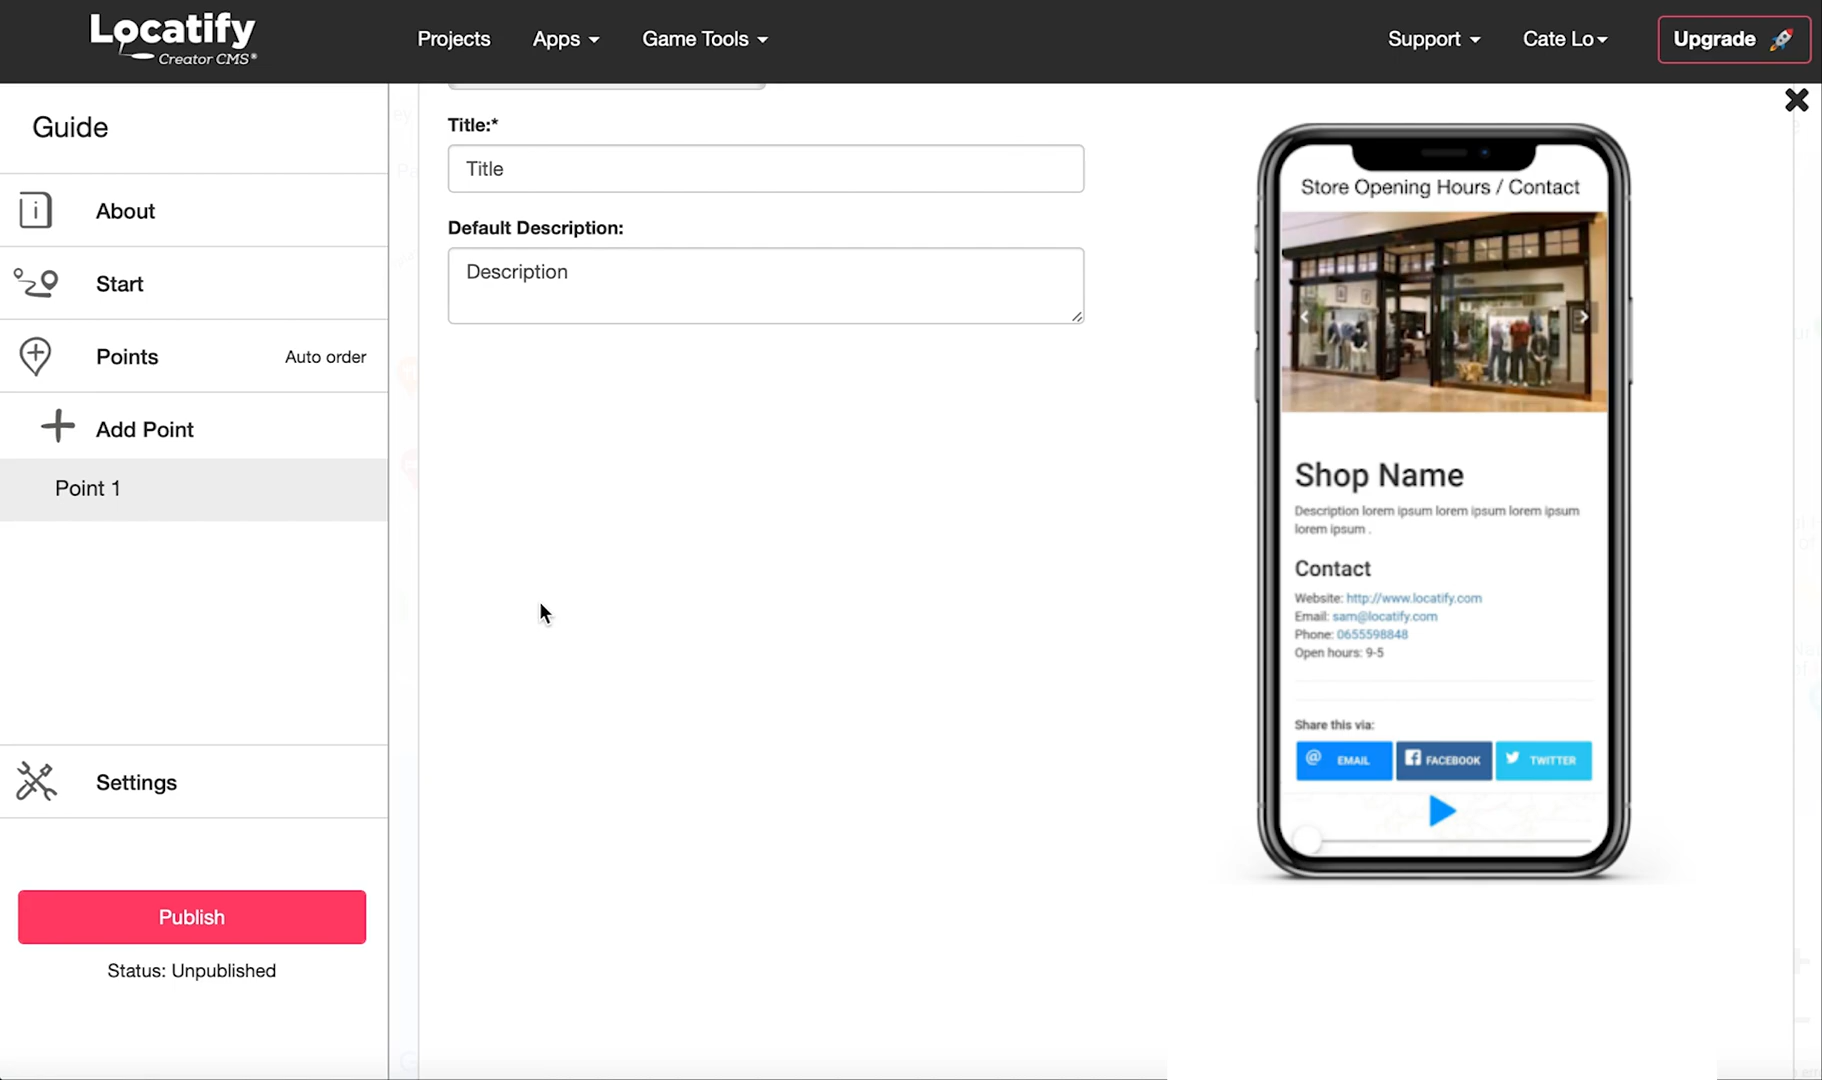 Locatify
Creator CMS®
Projects
Apps
Game Tools
Support
Cate Lo
Upgrade
Guide
About
Start
Points
Auto order
Add Point
Point 1
Settings
Publish
Status: Unpublished
Title:*
Title
Default Description:
Description
Store Opening Hours / Contact
Shop Name
Description lorem ipsum lorem ipsum lorem ipsum
lorem ipsum .
Contact
Website: http://www.locatify.com
Email: sam@locatify.com
Phone: 0655598848
Open hours: 9-5
Share this via:
@ EMAIL
FACEBOOK
TWITTER